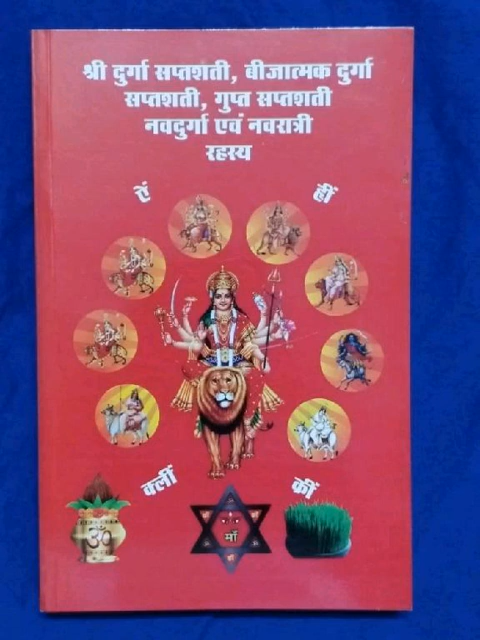 श्री दुर्गा सप्तशती, बीजात्मक दुर्गा
सप्तशती, गुप्त सप्तशती
नवदुर्गा एवं नवरात्री
रहस्य
ऐं
ह्रीं
क्लीं
क्रीं
ॐ
माँ